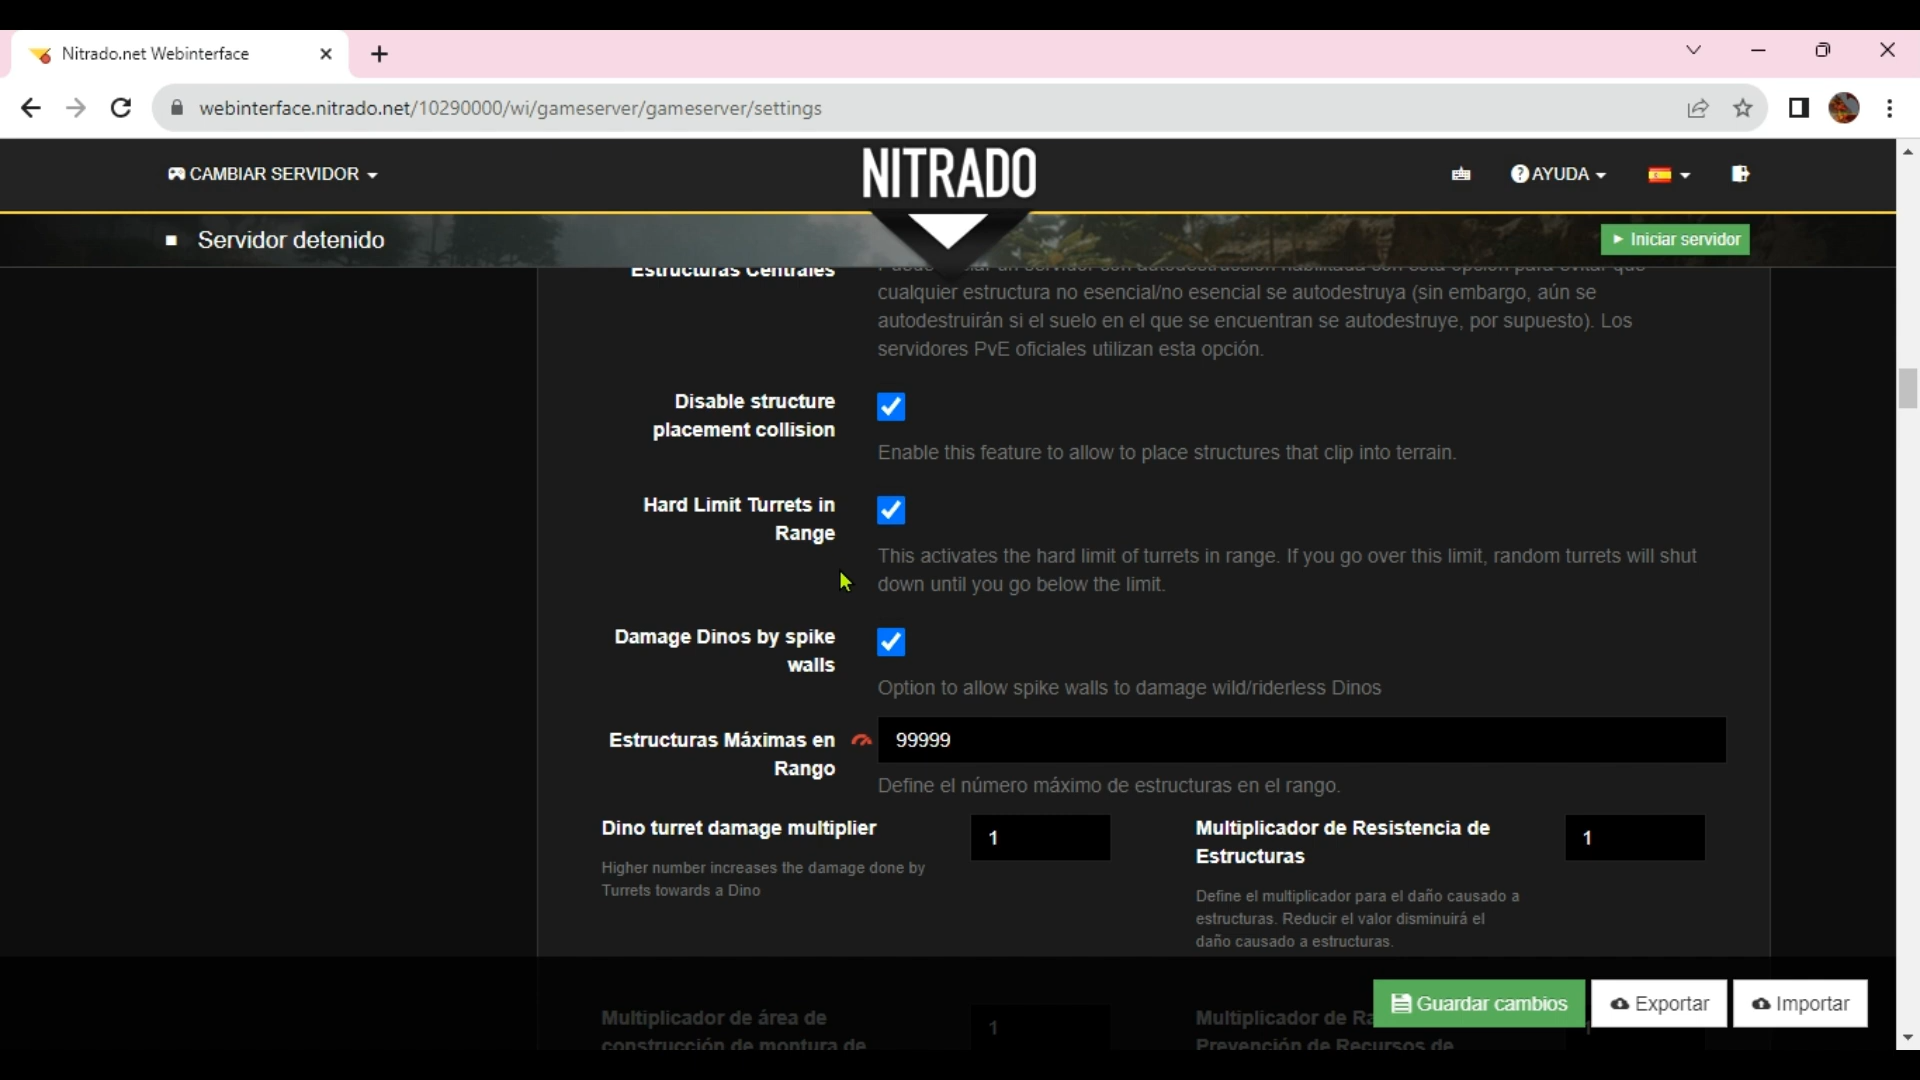 Nitrado.net Webinterface
webinterface.nitrado.net/10290000/wi/gameserver/gameserver/settings
CAMBIAR SERVIDOR
NITRADO
AYUDA
Servidor detenido
Iniciar servidor
Estructuras Centrales
cualquier estructura no esencial/no esencial se autodestruya (sin embargo, aún se
autodestruirán si el suelo en el que se encuentran se autodestruye, por supuesto). Los
servidores PvE oficiales utilizan esta opción.
Disable structure
placement collision
Enable this feature to allow to place structures that clip into terrain.
Hard Limit Turrets in
Range
This activates the hard limit of turrets in range. If you go over this limit, random turrets will shut
down until you go below the limit.
Damage Dinos by spike
walls
Option to allow spike walls to damage wild/riderless Dinos
Estructuras Máximas en
Rango
99999
Define el número máximo de estructuras en el rango.
Dino turret damage multiplier
1
Higher number increases the damage done by
Turrets towards a Dino
Multiplicador de Resistencia de
Estructuras
1
Define el multiplicador para el daño causado a
estructuras. Reducir el valor disminuirá el
daño causado a estructuras.
Multiplicador de área de
construcción de montura de
1
Multiplicador de
Prevención de Recursos de
Guardar cambios
Exportar
Importar